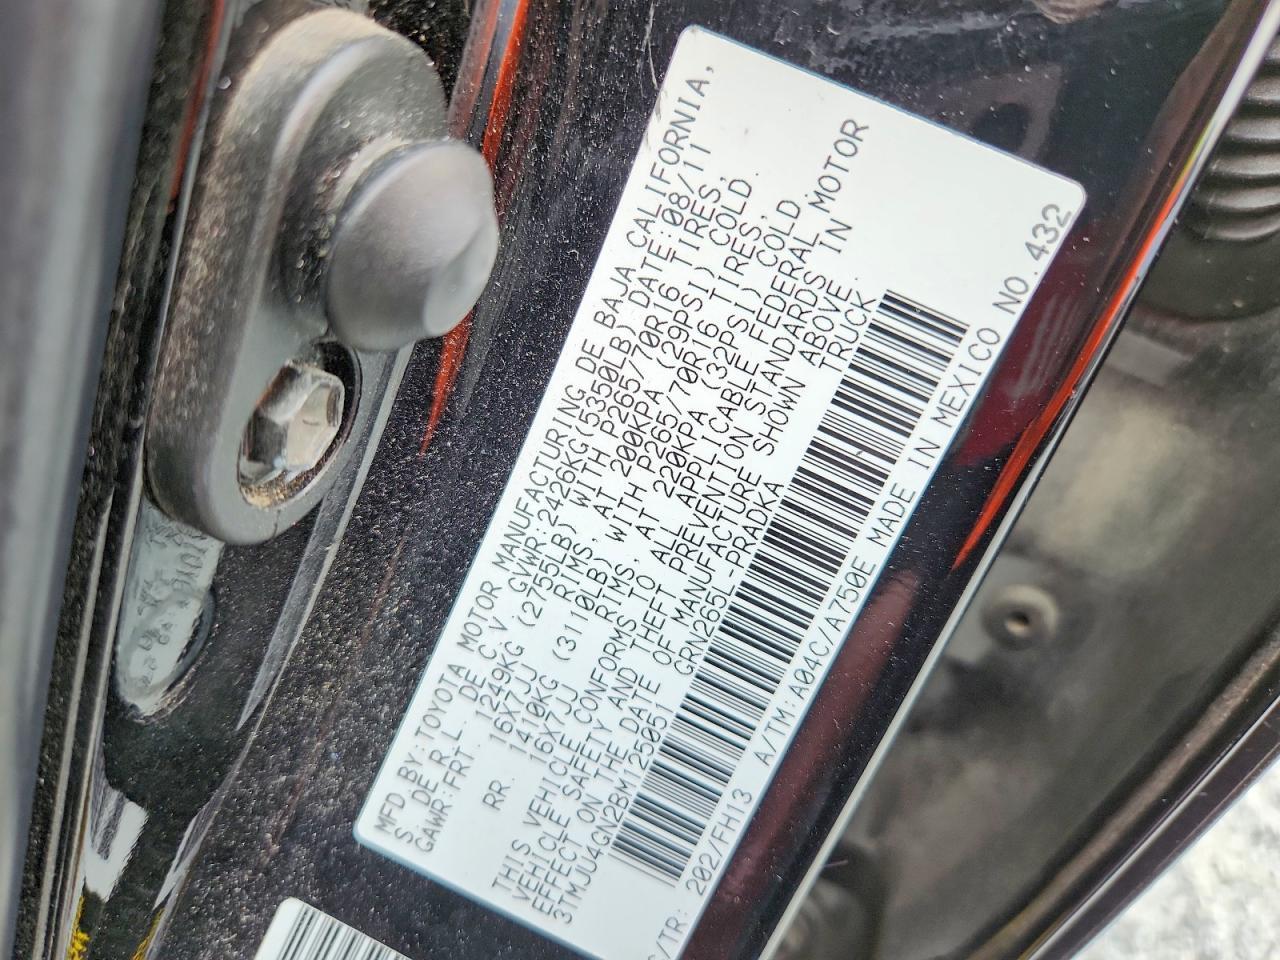 MFD BY:TOYOTA MOTOR MANUFACTURING DE BAJA CALIFORNIA,
S. DE R.L. DE C.V. DATE:08/11
GAWR:FRT. 1249KG (2755LB) GVWR:2426KG(5350LB)
WITH P265/70R16 TIRES,
16X7JJ RIMS, AT 200KPA (29PSI) COLD.
RR. 1410KG (3110LB) WITH P265/70R16 TIRES,
16X7JJ RIMS, AT 220KPA (32PSI) COLD.
THIS VEHICLE CONFORMS TO ALL APPLICABLE FEDERAL MOTOR
VEHICLE SAFETY AND THEFT PREVENTION STANDARDS IN
EFFECT ON THE DATE OF MANUFACTURE SHOWN ABOVE
3TMJU4GN2BM125051 GRN265L-PRADKA TRUCK.
C/TR: 202/FH13 A/TM:A04C/A750E MADE IN MEXICO NO.432